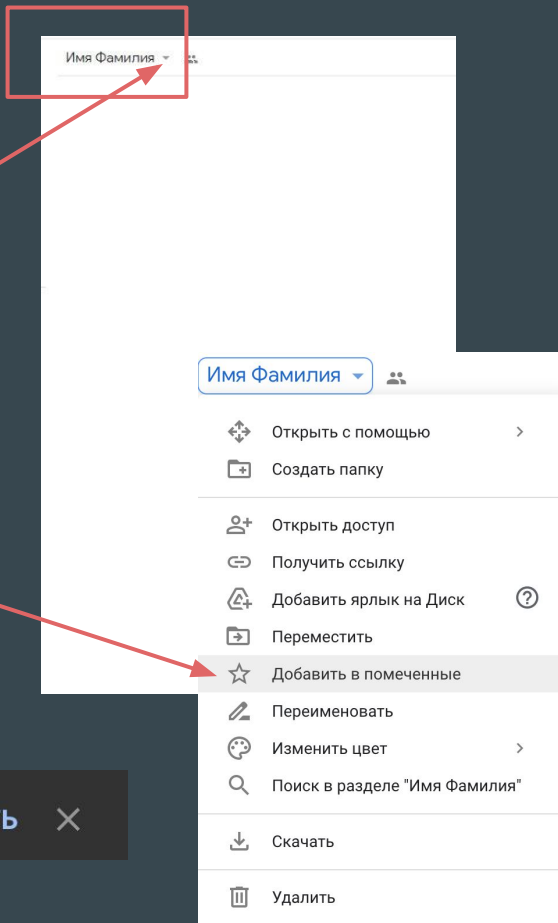 Имя Фамилия
Имя Фамилия
Открыть с помощью
Создать папку
Открыть доступ
Получить ссылку
Добавить ярлык на Диск
Переместить
Добавить в помеченные
Переименовать
Изменить цвет
Поиск в разделе "Имя Фамилия"
Ь
Скачать
Удалить